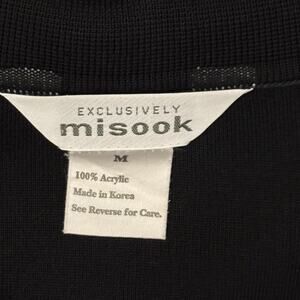 EXCLUSIVELY
misook
M
100% Acrylic
Made in Korea
See Reverse for Care.